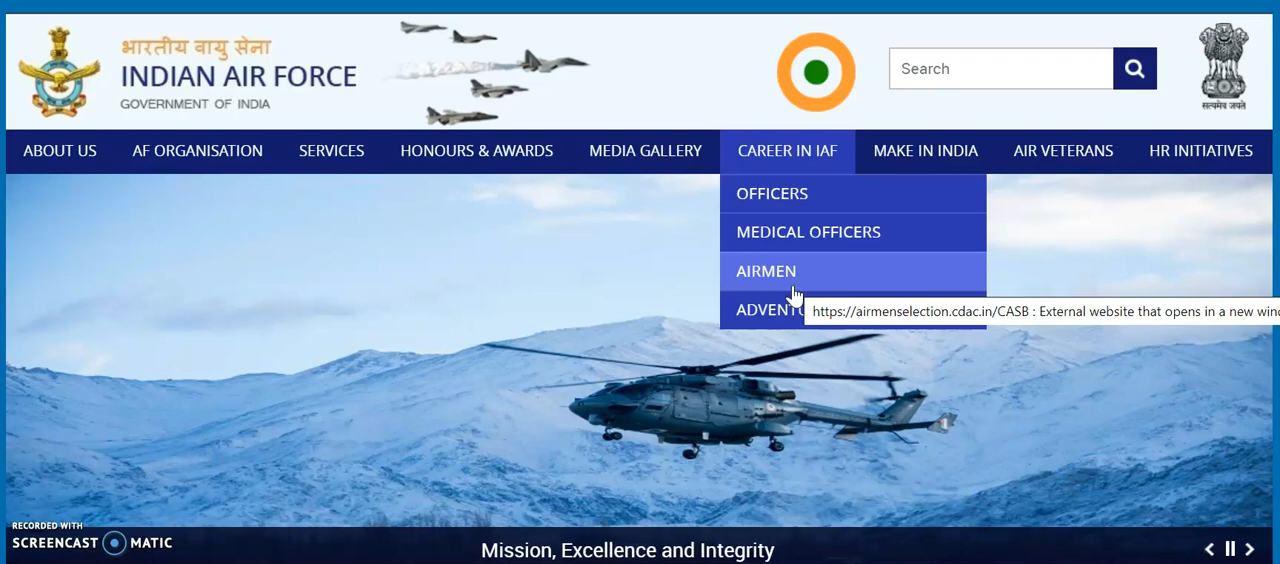 भारतीय वायु सेना
INDIAN AIR FORCE
GOVERNMENT OF INDIA
Search
सत्यमेव जयते
ABOUT US AF ORGANISATION SERVICES HONOURS & AWARDS MEDIA GALLERY CAREER IN IAF MAKE IN INDIA AIR VETERANS HR INITIATIVES
OFFICERS
MEDICAL OFFICERS
AIRMEN
https://airmenselection.cdac.in/CASB : External website that opens in a new
RECORDED WITH
SCREENCAST MATIC
Mission, Excellence and Integrity